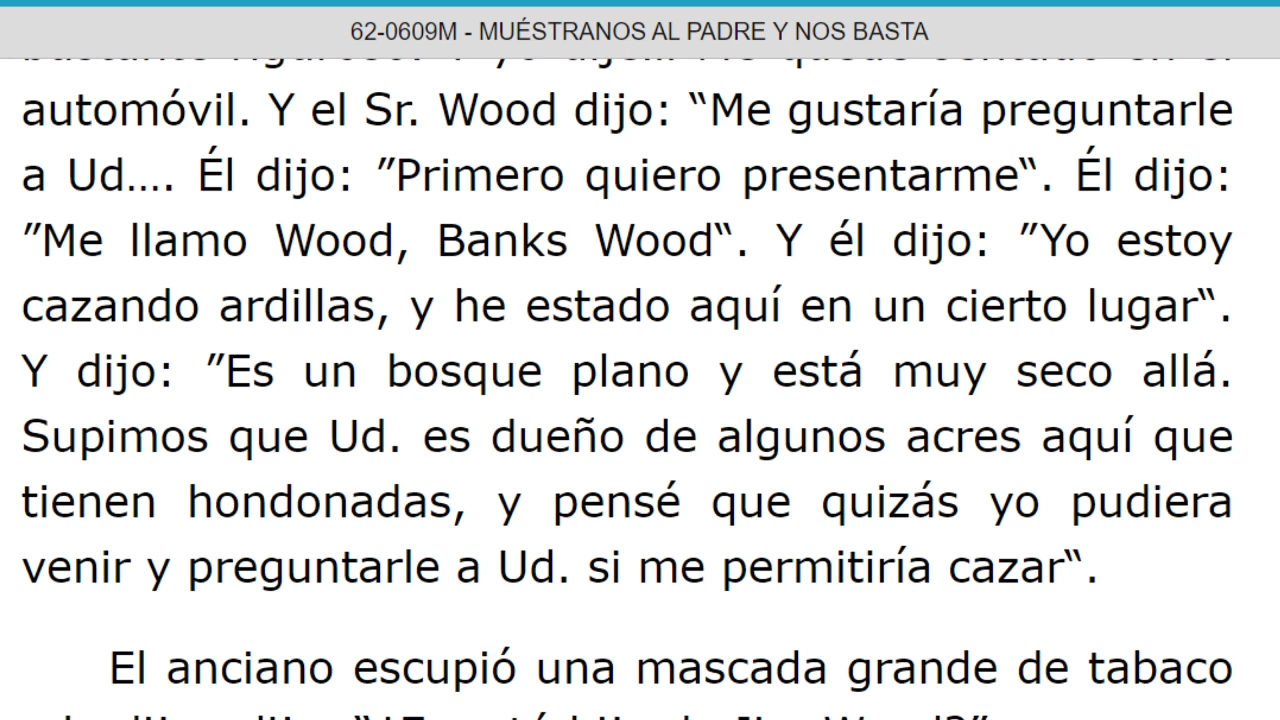 62-0609M - MUÉSTRANOS AL PADRE Y NOS BASTA
automóvil. Y el Sr. Wood dijo: “Me gustaría preguntarle
a Ud.… Él dijo: ”Primero quiero presentarme“. Él dijo:
”Me llamo Wood, Banks Wood“. Y él dijo: ”Yo estoy
cazando ardillas, y he estado aquí en un cierto lugar“.
Y dijo: ”Es un bosque plano y está muy seco allá.
Supimos que Ud. es dueño de algunos acres aquí que
tienen hondonadas, y pensé que quizás yo pudiera
venir y preguntarle a Ud. si me permitiría cazar“.
El anciano escupió una mascada grande de tabaco